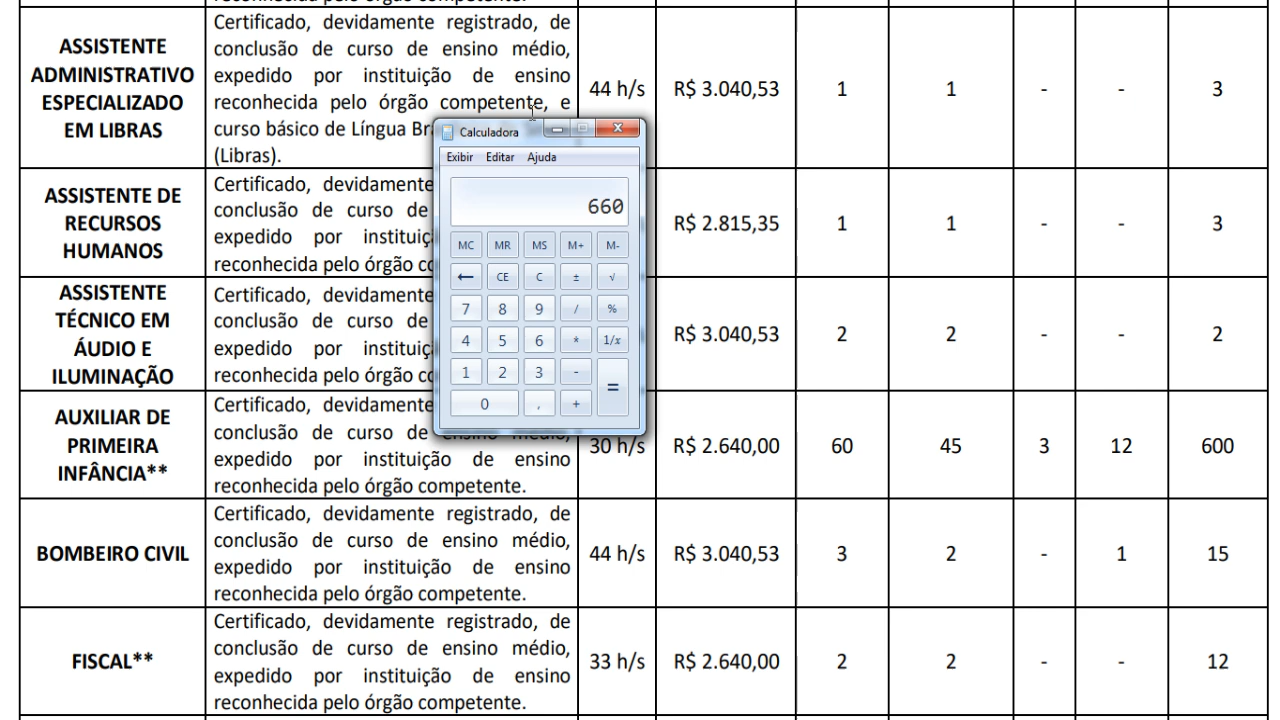 reconhecida pelo órgão competente.
ASSISTENTE
ADMINISTRATIVO
ESPECIALIZADO
EM LIBRAS
Certificado, devidamente registrado, de
conclusão de curso de ensino médio,
expedido por instituição de ensino
reconhecida pelo órgão competente, e
curso básico de Língua
(Libras).
44 h/s
R$ 3.040,53
1
1
-
-
3
ASSISTENTE DE
RECURSOS
HUMANOS
Certificado, devidamente
conclusão de curso de
expedido por
reconhecida pelo órgão
R$ 2.815,35
1
1
-
-
3
ASSISTENTE
TÉCNICO EM
ÁUDIO E
ILUMINAÇÃO
Certificado, devidamente
conclusão de curso de
expedido por
reconhecida pelo órgão
R$ 3.040,53
2
2
-
-
2
AUXILIAR DE
PRIMEIRA
INFÂNCIA**
Certificado, devidamente
conclusão de curso de ensino médio,
expedido por instituição de ensino
reconhecida pelo órgão competente.
30 h/s
R$ 2.640,00
60
45
3
12
600
BOMBEIRO CIVIL
Certificado, devidamente registrado, de
conclusão de curso de ensino médio,
expedido por instituição de ensino
reconhecida pelo órgão competente.
44 h/s
R$ 3.040,53
3
2
-
1
15
FISCAL**
Certificado, devidamente registrado, de
conclusão de curso de ensino médio,
expedido por instituição de ensino
reconhecida pelo órgão competente.
33 h/s
R$ 2.640,00
2
2
-
-
12
Calculadora
Exibir Editar Ajuda
660
MC MR MS M+ M-
← CE C ± √
7 8 9 / %
4 5 6 * 1/x
1 2 3 - =
0 , +